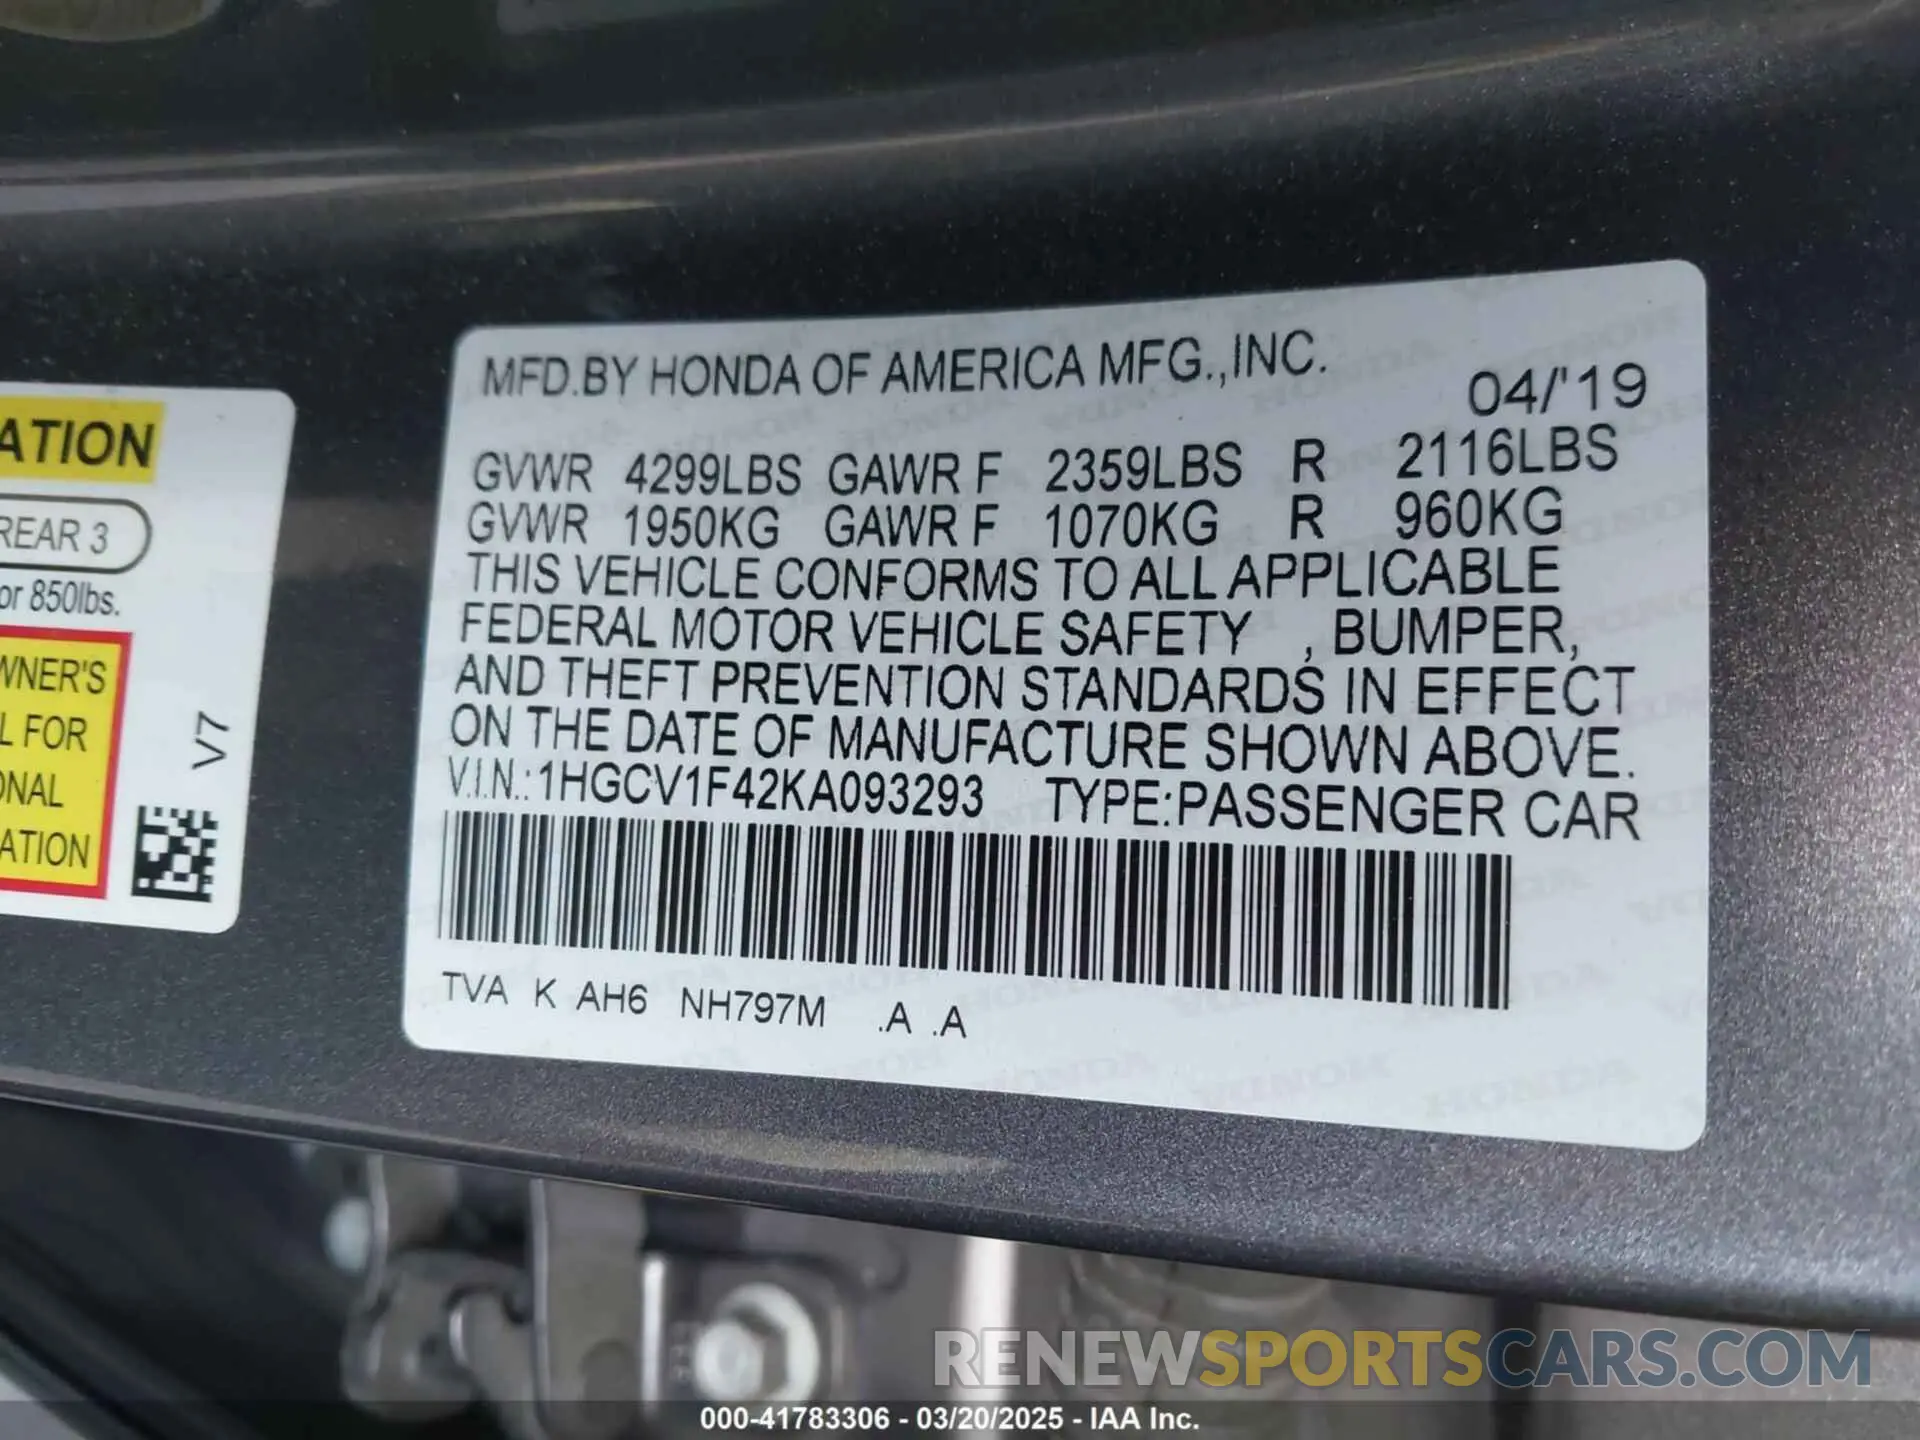 ATION
REAR 3
or 850lbs.
WNER'S
L FOR
ONAL
ATION
V7
MFD.BY HONDA OF AMERICA MFG.,INC.
04/'19
GVWR 4299LBS GAWR F 2359LBS R 2116LBS
GVWR 1950KG GAWR F 1070KG R 960KG
THIS VEHICLE CONFORMS TO ALL APPLICABLE
FEDERAL MOTOR VEHICLE SAFETY , BUMPER,
AND THEFT PREVENTION STANDARDS IN EFFECT
ON THE DATE OF MANUFACTURE SHOWN ABOVE.
V.I.N.: 1HGCV1F42KA093293 TYPE:PASSENGER CAR
TVA K AH6 NH797M .A .A
RENEWSPORTSCARS.COM
000-41783306 - 03/20/2025 - IAA Inc.